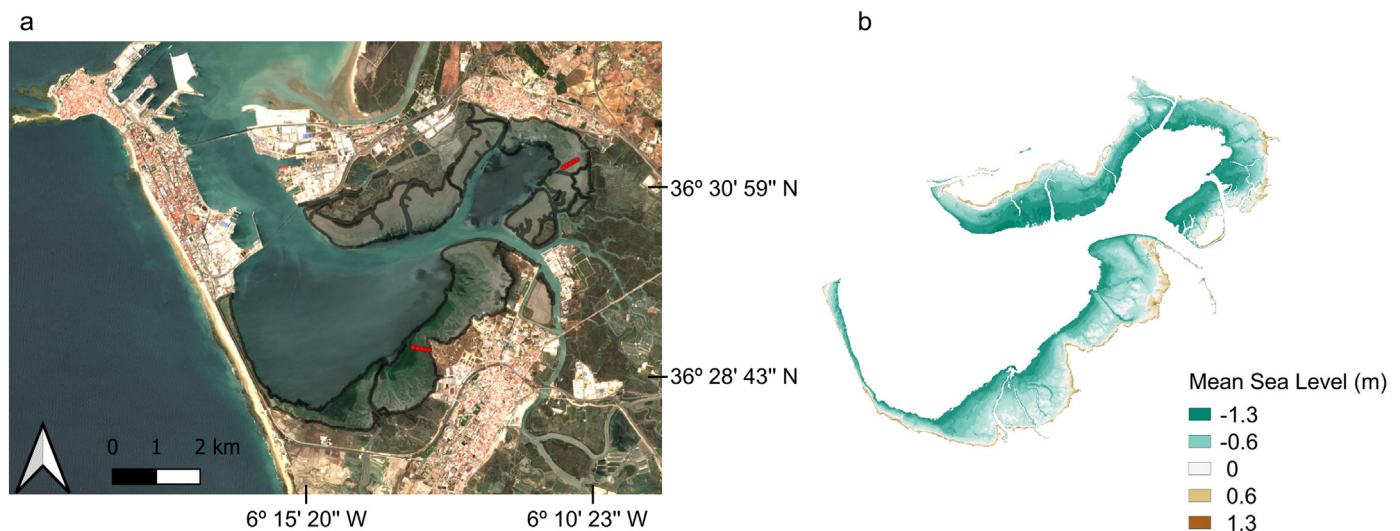 a
b
36º 30' 59" N
36º 28' 43" N
0 1 2 km
6º 15' 20" W
6º 10' 23" W
Mean Sea Level (m)
-1.3
-0.6
0
0.6
1.3